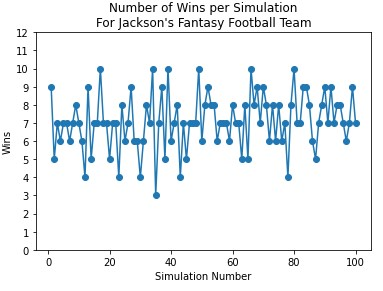 Number of Wins per Simulation
For Jackson's Fantasy Football Team
12
11
10
9
8
7
6
5
4
3
2
1
0
Wins
0 20 40 60 80 100
Simulation Number